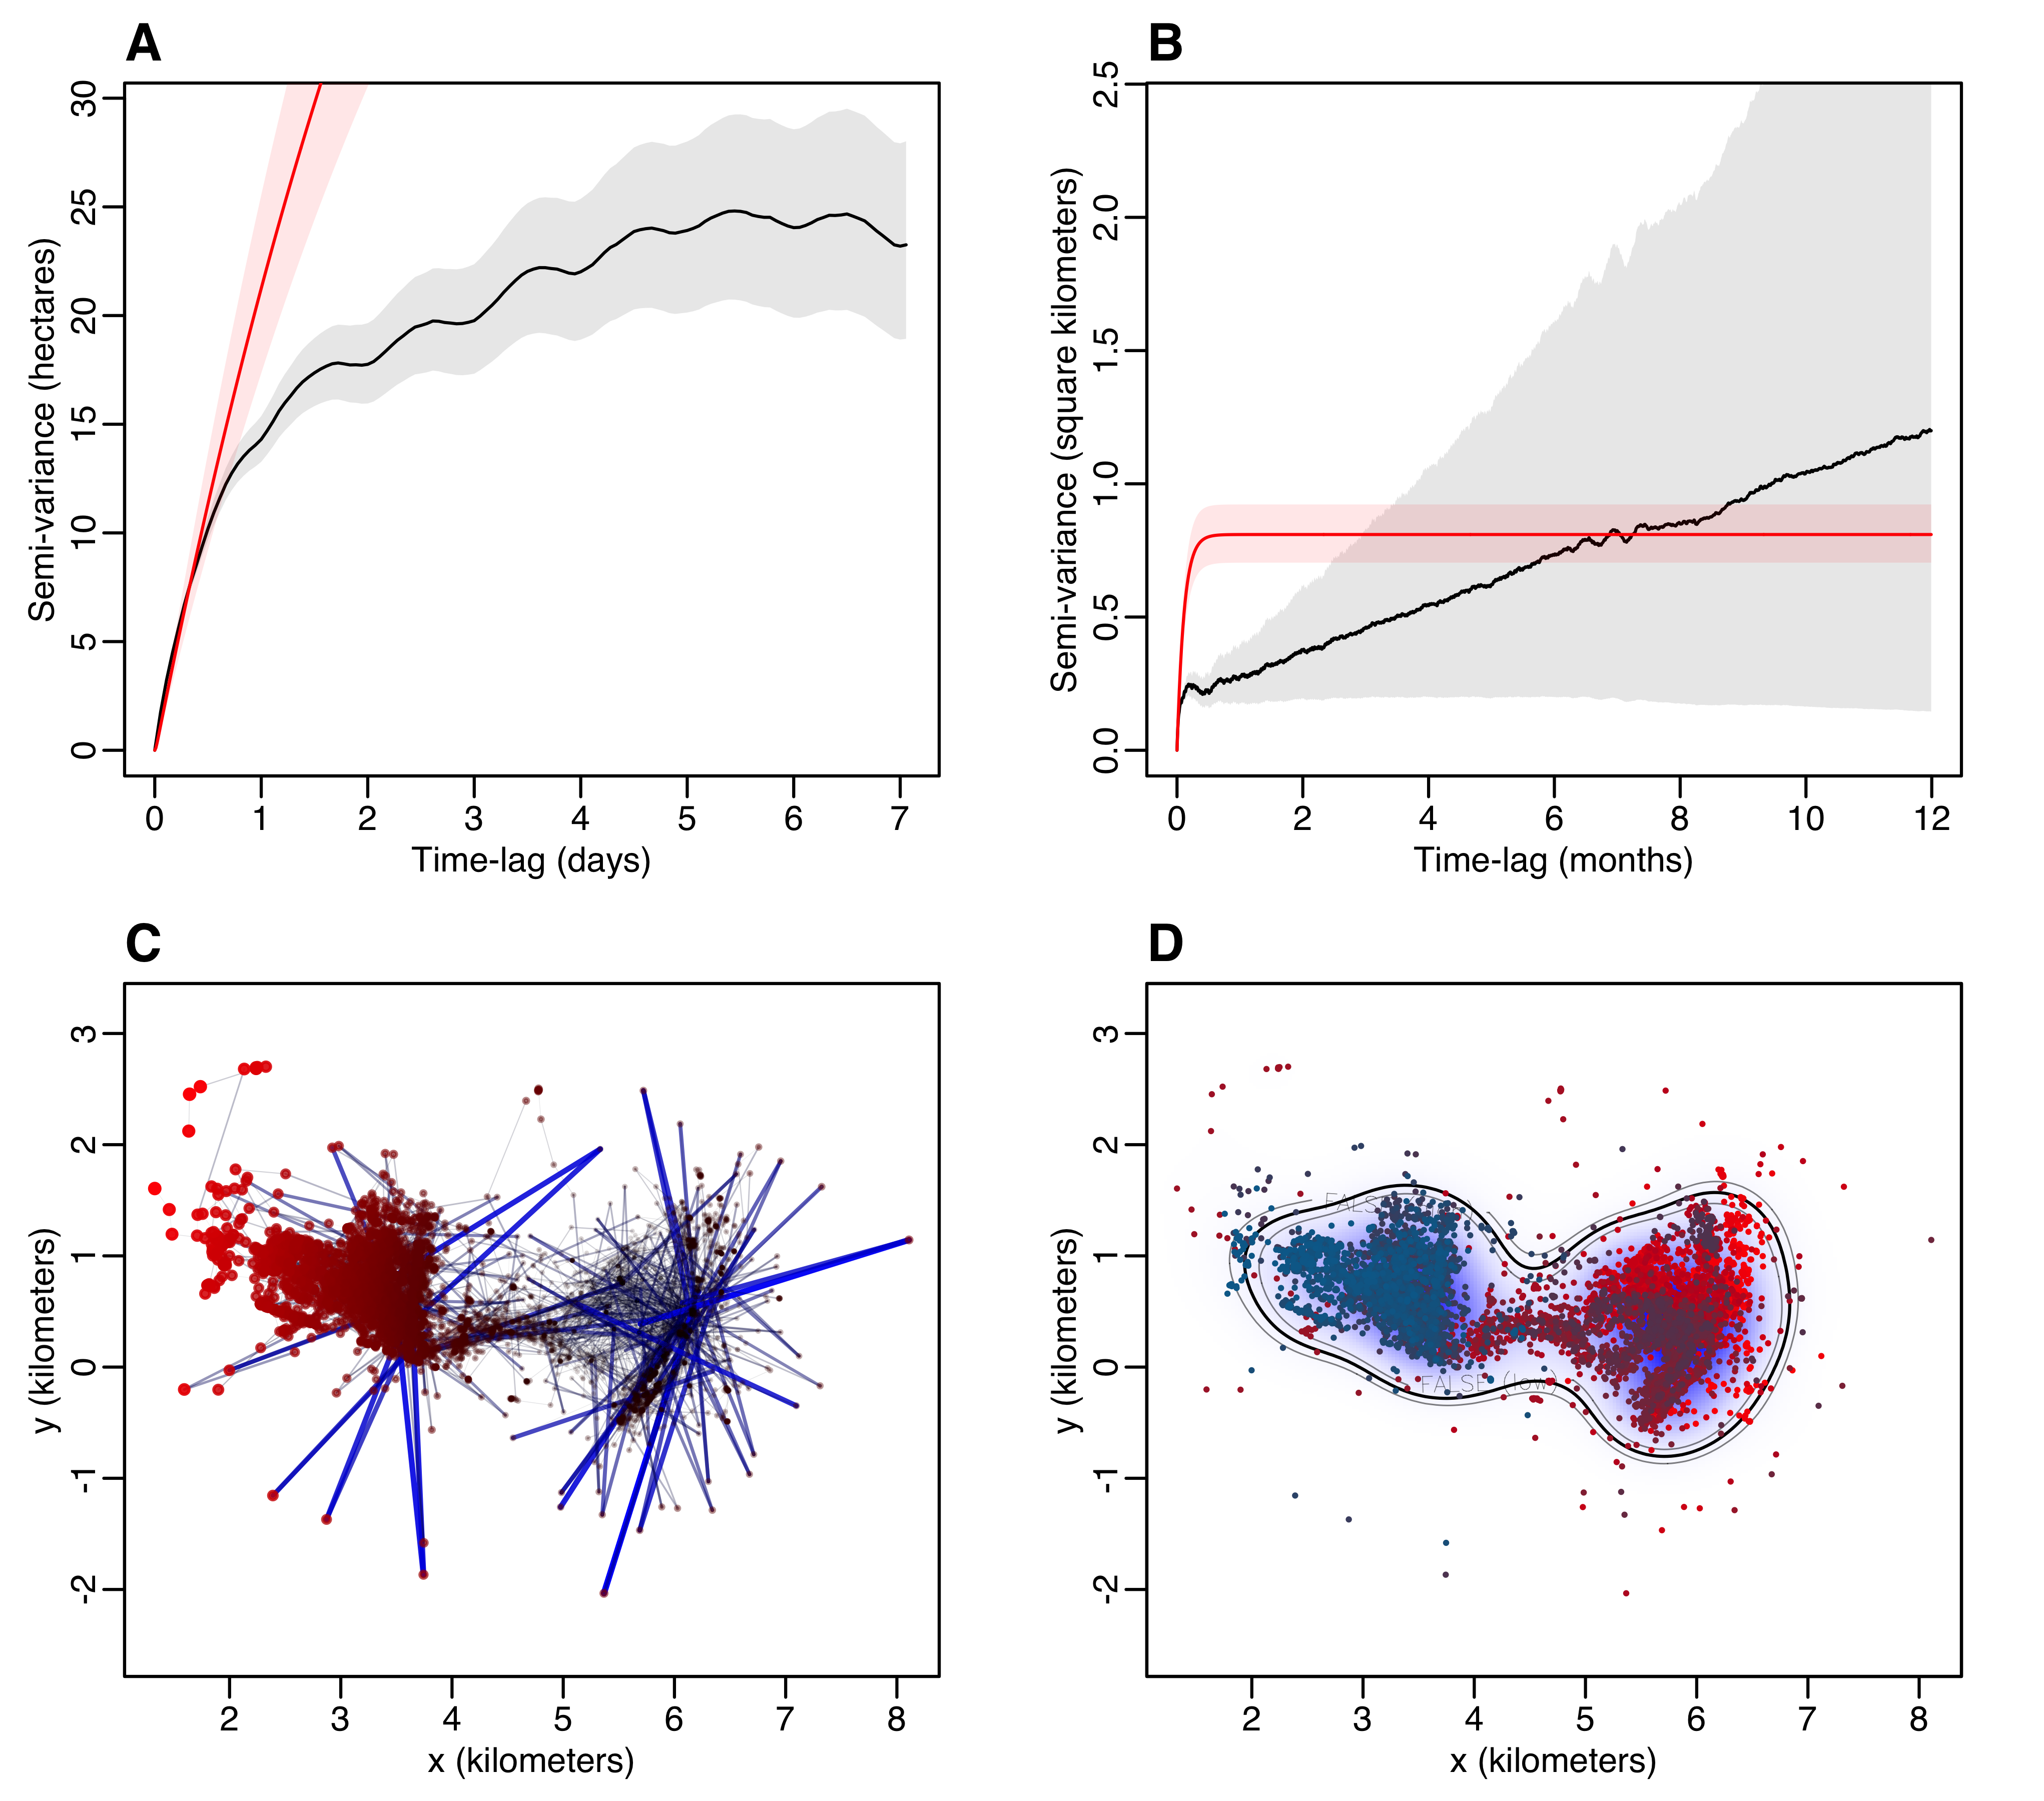 A
30
25
20
15
10
5
0
Semi-variance (hectares)
0 1 2 3 4 5 6 7
Time-lag (days)
B
2.5
2.0
1.5
1.0
0.5
0.0
Semi-variance (square kilometers)
0 2 4 6 8 10 12
Time-lag (months)
C
3
2
1
0
-1
-2
y (kilometers)
2 3 4 5 6 7 8
x (kilometers)
D
3
2
1
0
-1
-2
y (kilometers)
FALSE (low)
2 3 4 5 6 7 8
x (kilometers)